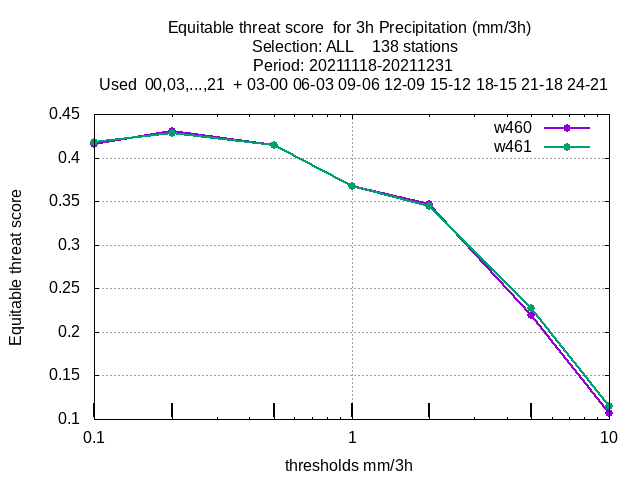 Equitable threat score  for 3h Precipitation (mm/3h)
Selection: ALL    138 stations
Period: 20211118-20211231
Used  00,03,...,21  + 03-00 06-03 09-06 12-09 15-12 18-15 21-18 24-21
w460
w461
Equitable threat score
0.45
0.4
0.35
0.3
0.25
0.2
0.15
0.1
0.1 1 10
thresholds mm/3h